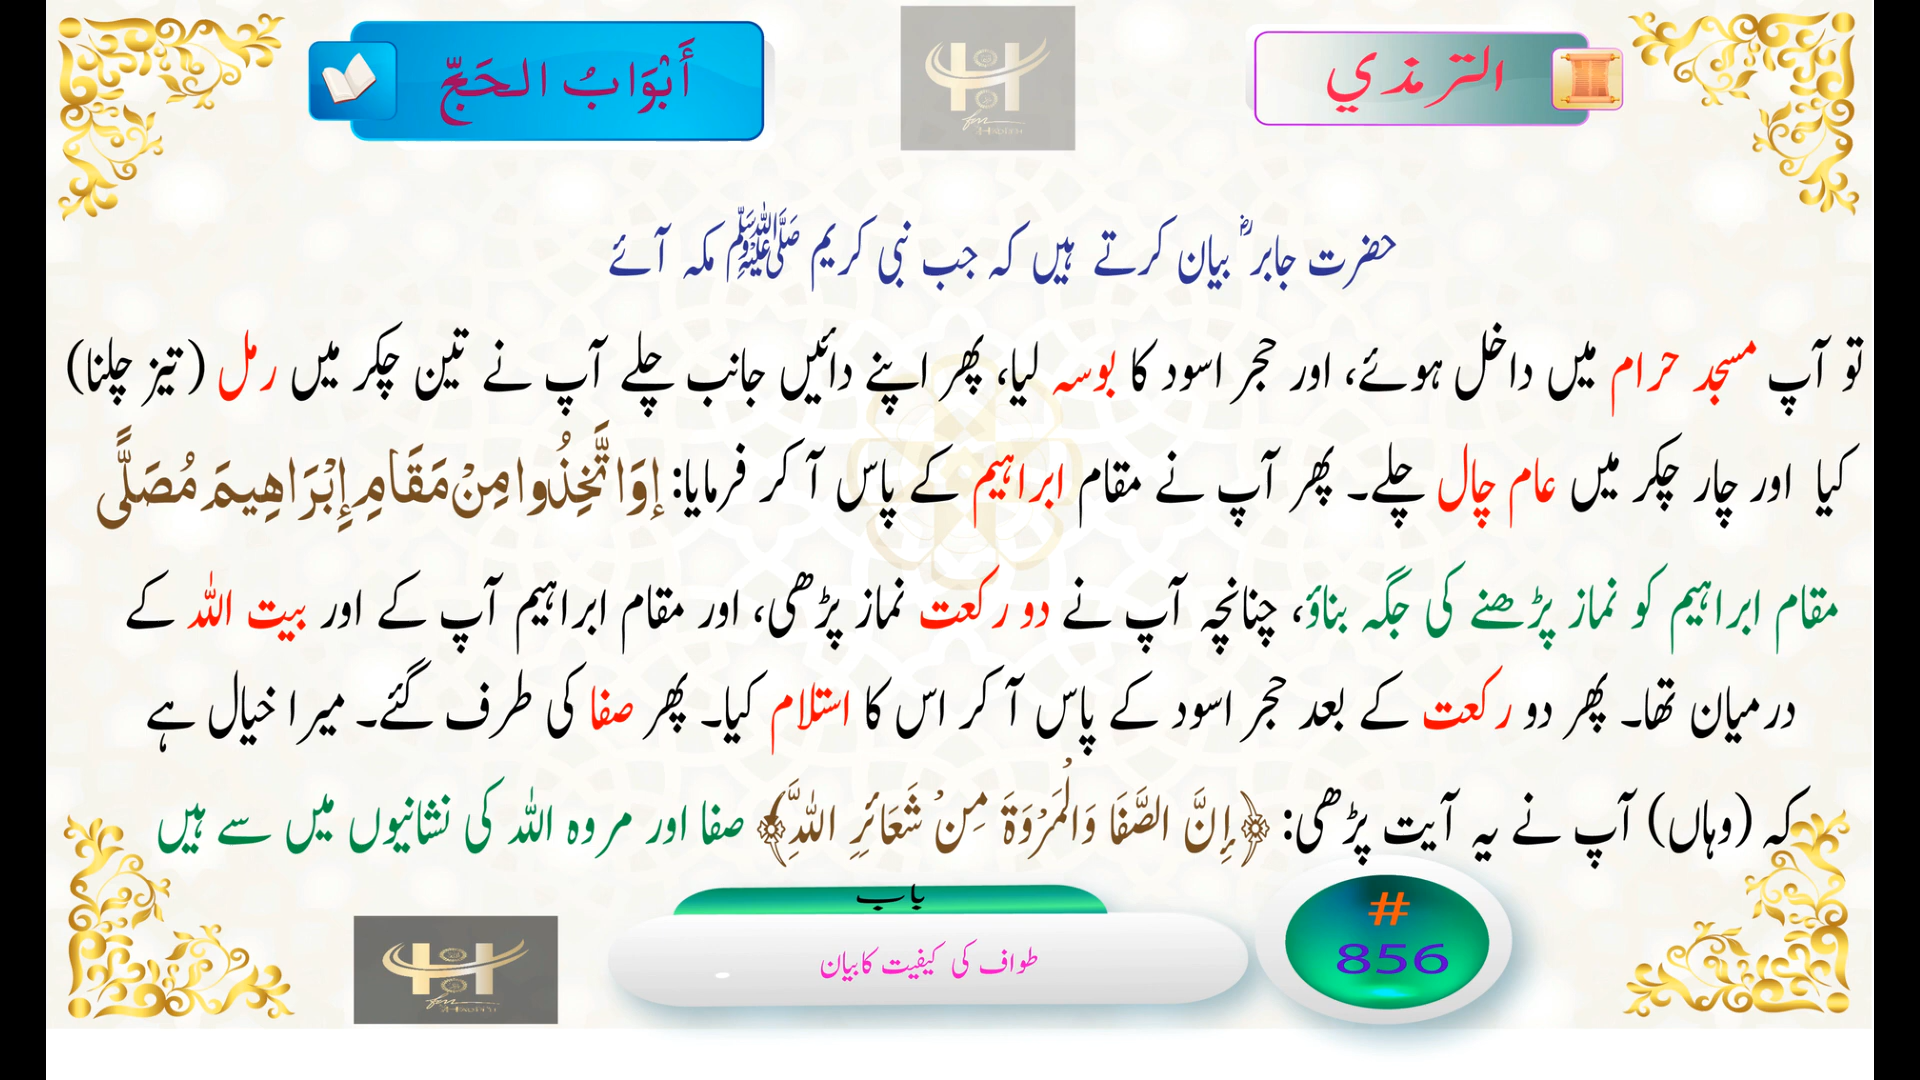 الترمذي
أَبْوَابُ الحَجِّ
حضرت جابرؓ بیان کرتے ہیں کہ جب نبی کریم ﷺ مکہ آئے
تو آپ مسجد حرام میں داخل ہوئے، اور حجر اسود کا بوسہ لیا، پھر اپنے دائیں جانب چلے آپ نے تین چکر میں رمل (تیز چلنا)
کیا اور چار چکر میں عام چال چلے۔ پھر آپ نے مقام ابراہیم کے پاس آ کر فرمایا: إوَاتَّخِذُوا مِنْ مَقَامِ إِبْرَاهِيمَ مُصَلًّى
مقام ابراہیم کو نماز پڑھنے کی جگہ بناؤ، چنانچہ آپ نے دو رکعت نماز پڑھی، اور مقام ابراہیم آپ کے اور بیت اللہ کے
درمیان تھا۔ پھر دو رکعت کے بعد حجر اسود کے پاس آ کر اس کا استلام کیا۔ پھر صفا کی طرف گئے۔ میرا خیال ہے
کہ (وہاں) آپ نے یہ آیت پڑھی: ﴿إِنَّ الصَّفَا وَالْمَرْوَةَ مِنْ شَعَائِرِ اللَّهِ﴾ صفا اور مروہ اللہ کی نشانیوں میں سے ہیں
باب
طواف کی کیفیت کا بیان
#
856